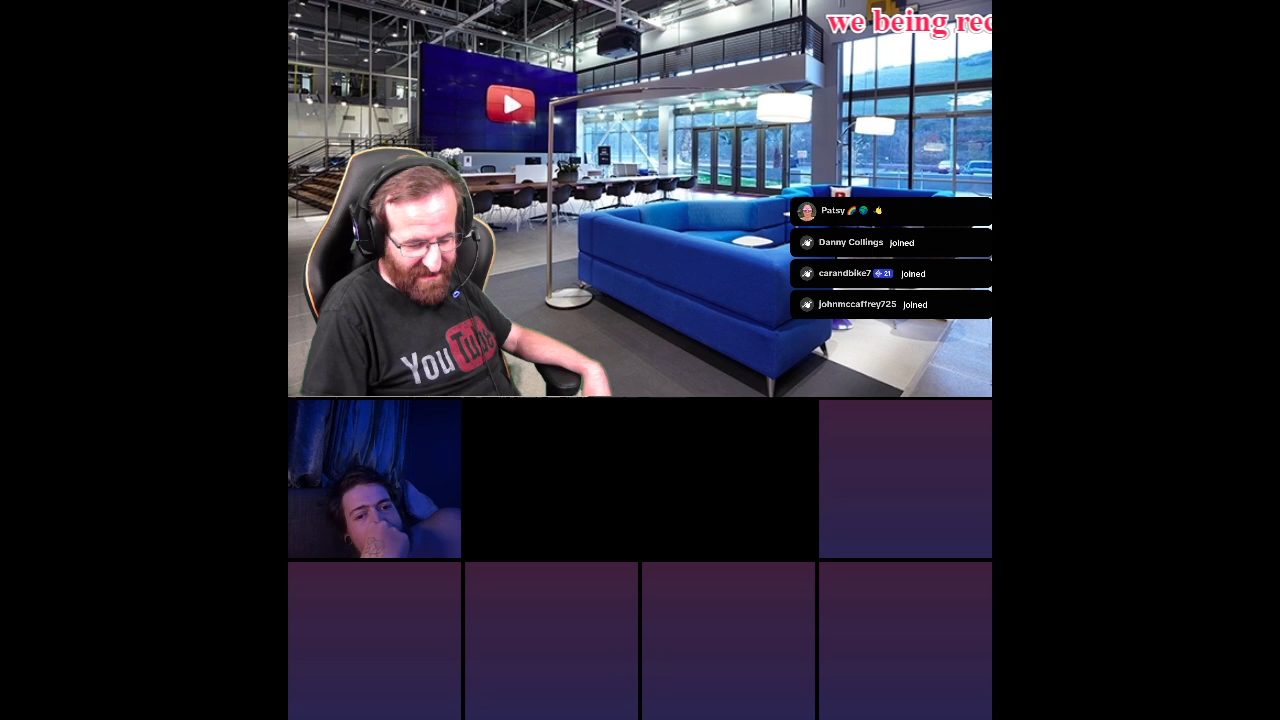 we being rec
Patsy
Danny Collings joined
carandbike7 21 joined
johnmccaffrey725 joined
YouTube